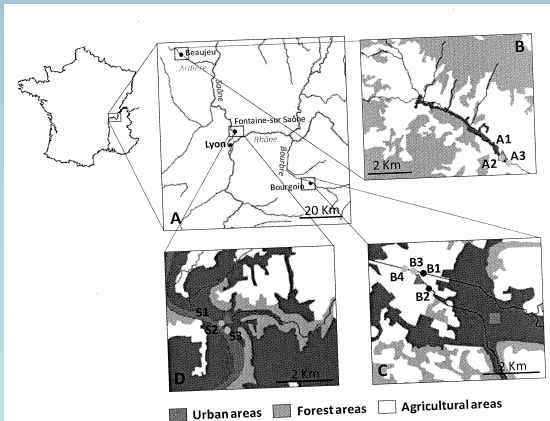 Beaujeu
Ardière
Saône
Fontaine-sur Saône
Lyon
Rhône
Bourbre
Bourgoin
A
20 Km
B
A1
A2 A3
2 Km
S1
S2 S3
D
2 Km
B3 B1
B4
B2
C
2 Km
Urban areas Forest areas Agricultural areas